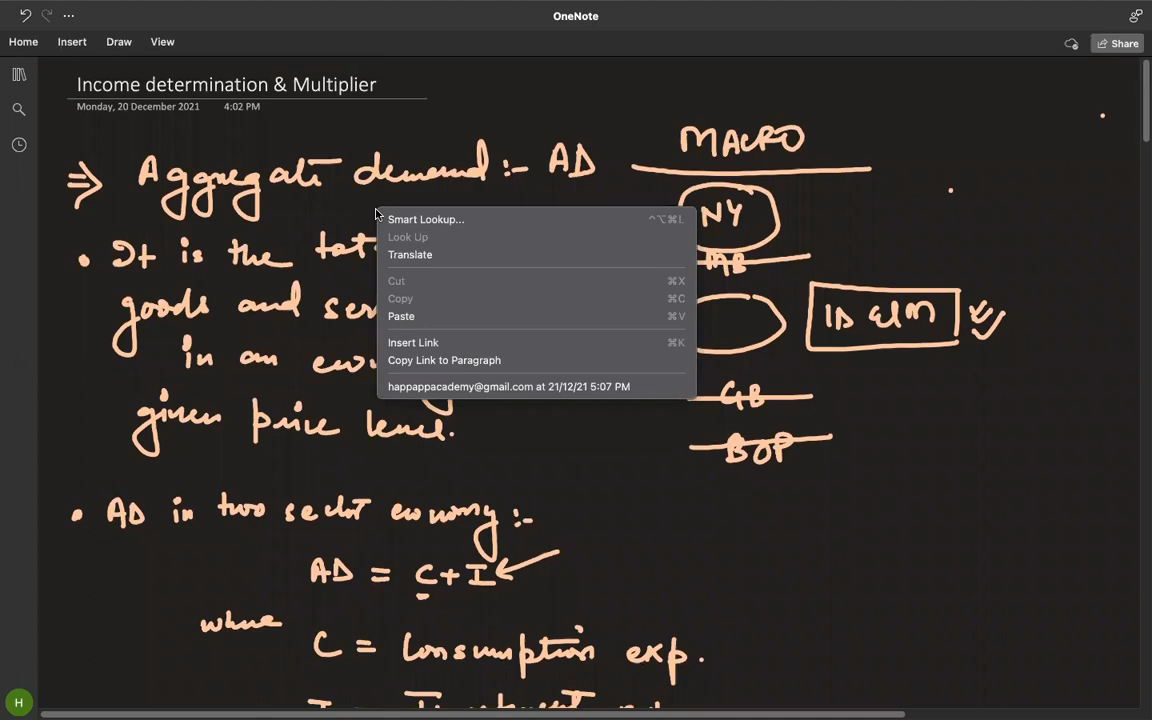 OneNote
Home Insert Draw View
Share
Income determination & Multiplier
Monday, 20 December 2021 4:02 PM
MACRO
⇒ Aggregate demand :- AD
NY
Smart Lookup... ^⌥⌘L
• It is the
MB
Look Up
Translate
Cut ⌘X
goods and
Copy ⌘C
ID & M
Paste ⌘V
Insert Link ⌘K
in an
Copy Link to Paragraph
happappacademy@gmail.com at 21/12/21 5:07 PM
GB
given price level.
BOP
• AD in two sector economy :-
AD = C + I
where
C = Consumption exp.
H